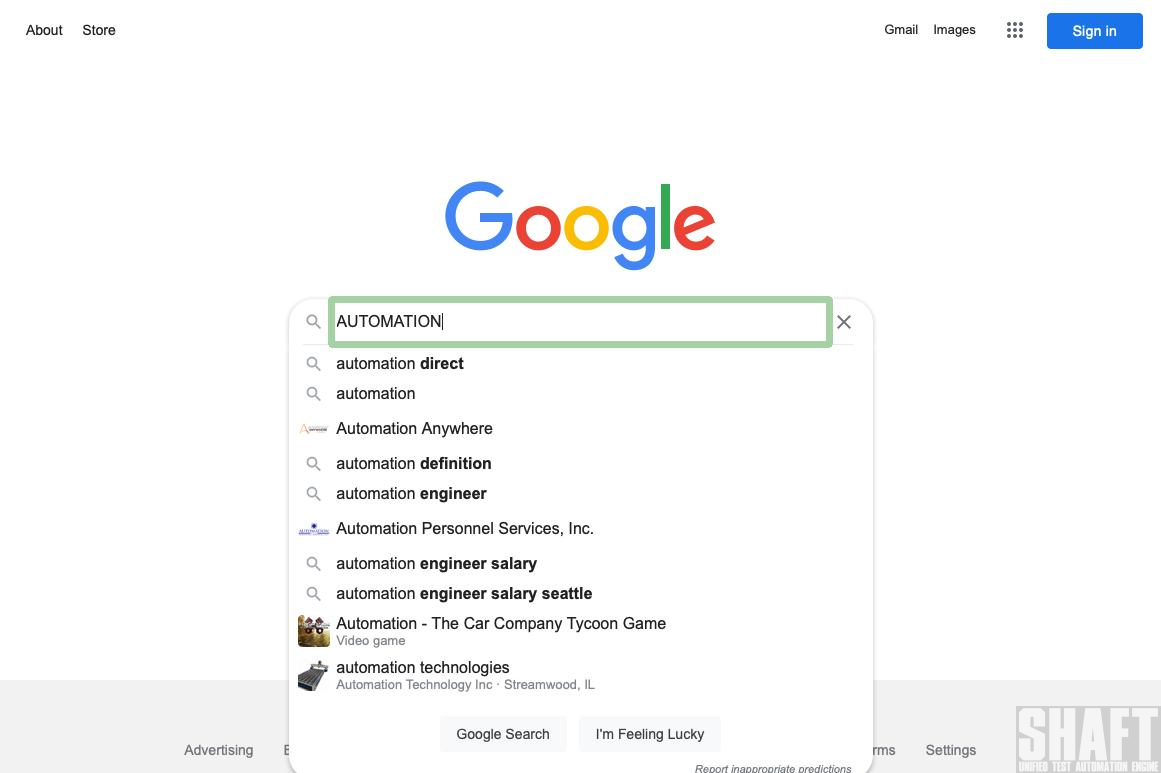 About Store
Gmail Images
Sign in
Google
AUTOMATION
automation direct
automation
Automation Anywhere
automation definition
automation engineer
Automation Personnel Services, Inc.
automation engineer salary
automation engineer salary seattle
Automation - The Car Company Tycoon Game
Video game
automation technologies
Automation Technology Inc · Streamwood, IL
Google Search I'm Feeling Lucky
Advertising
Settings
Report inappropriate predictions
SHAFT
UNIFIED TEST AUTOMATION ENGINE